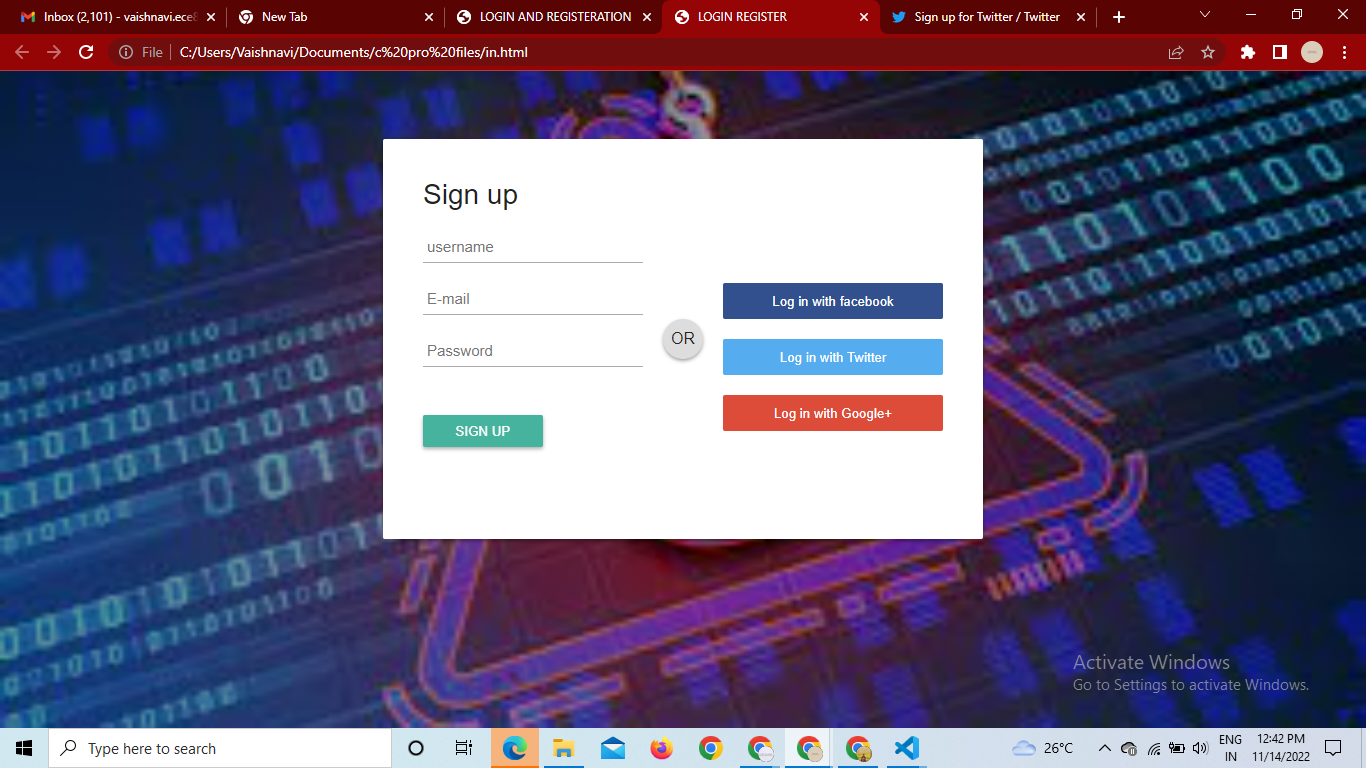 Inbox (2,101) - vaishnavi.ece8
New Tab
LOGIN AND REGISTERATION
LOGIN REGISTER
Sign up for Twitter / Twitter
File
C:/Users/Vaishnavi/Documents/c%20pro%20files/in.html
Sign up
username
E-mail
Password
SIGN UP
OR
Log in with facebook
Log in with Twitter
Log in with Google+
Activate Windows
Go to Settings to activate Windows.
Type here to search
26°C
ENG
IN
12:42 PM
11/14/2022